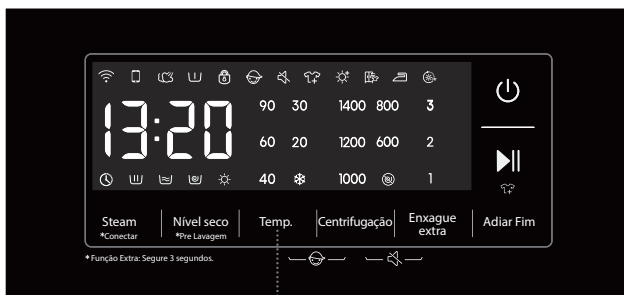 90 30 1400 800 3
13:20
60 20 1200 600 2
40 1000 1
Steam Nível seco Temp. Centrifugação Enxague Adiar Fim
extra
*Conectar *Pre Lavagem
*Função Extra: Segure 3 segundos.